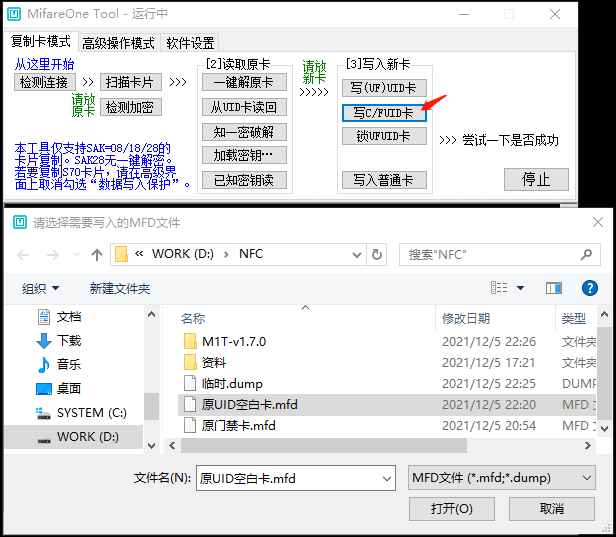 MifareOne Tool - 运行中
复制卡模式 高级操作模式 软件设置
从这里开始
检测连接 >> 扫描卡片 >>>
请放
原卡 检测加密
[2]读取原卡
一键解原卡
从UID卡读回
知一密破解
加载密钥…
已知密钥读
请放
新卡
>>>>>
[3]写入新卡
写(UF)UID卡
写C/FUID卡
锁UFUID卡
写入普通卡
>>> 尝试一下是否成功
停止
本工具仅支持SAK=08/18/28的
卡片复制。SAK28无一键解密。
若要复制S70卡片，请在高级界
面上取消勾选“数据写入保护”。
请选择需要写入的MFD文件
« WORK (D:) › NFC
搜索"NFC"
组织 新建文件夹
文档
下载
音乐
桌面
SYSTEM (C:)
WORK (D:)
名称 修改日期 类型
M1T-v1.7.0 2021/12/5 22:26 文件夹
资料 2021/12/5 17:21 文件夹
临时.dump 2021/12/5 22:25 DUMP
原UID空白卡.mfd 2021/12/5 22:20 MFD
原门禁卡.mfd 2021/12/5 20:54 MFD
文件名(N): 原UID空白卡.mfd MFD文件 (*.mfd;*.dump)
打开(O) 取消